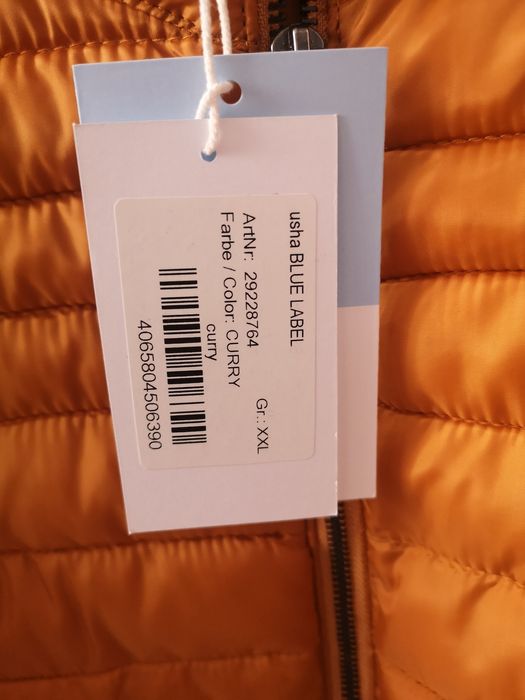 usha BLUE LABEL
ArtNr: 29228764 Gr.: XXL
Farbe / Color: CURRY
curry
4065804506390